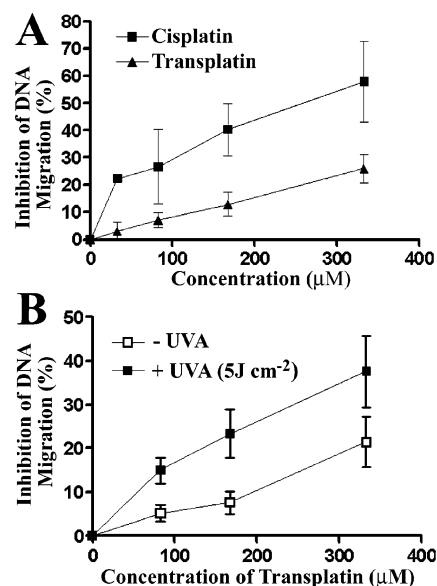 A
Cisplatin
Transplatin
Inhibition of DNA
Migration (%)
80
70
60
50
40
30
20
10
0
0 100 200 300 400
Concentration (μM)
B
- UVA
+ UVA (5J cm-2)
Inhibition of DNA
Migration (%)
50
40
30
20
10
0
0 100 200 300 400
Concentration of Transplatin (μM)